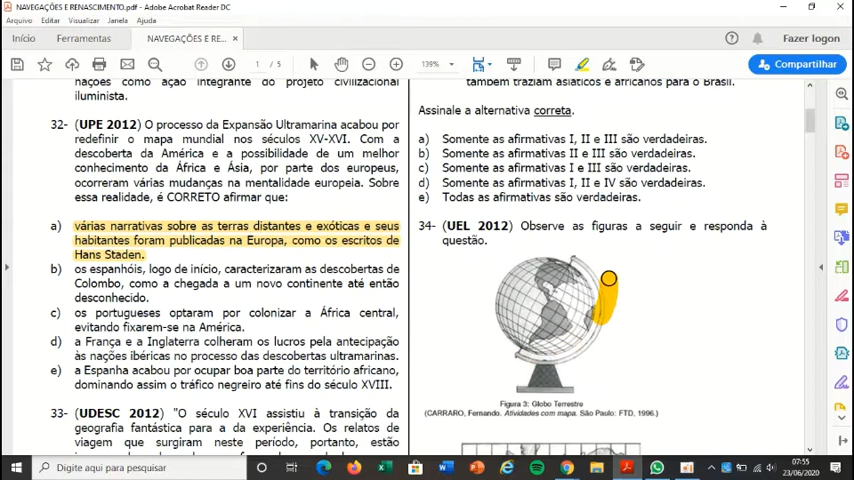 NAVEGAÇÕES E RENASCIMENTO.pdf - Adobe Acrobat Reader DC
Arquivo Editar Visualizar Janela Ajuda
Início Ferramentas NAVEGAÇÕES E RE... × Fazer logon
1 / 5 139% Compartilhar
nações como ação integrante do projeto civilizacional
iluminista.
32- (UPE 2012) O processo da Expansão Ultramarina acabou por
redefinir o mapa mundial nos séculos XV-XVI. Com a
descoberta da América e a possibilidade de um melhor
conhecimento da África e Ásia, por parte dos europeus,
ocorreram várias mudanças na mentalidade europeia. Sobre
essa realidade, é CORRETO afirmar que:
a) várias narrativas sobre as terras distantes e exóticas e seus
habitantes foram publicadas na Europa, como os escritos de
Hans Staden.
b) os espanhóis, logo de início, caracterizaram as descobertas de
Colombo, como a chegada a um novo continente até então
desconhecido.
c) os portugueses optaram por colonizar a África central,
evitando fixarem-se na América.
d) a França e a Inglaterra colheram os lucros pela antecipação
às nações ibéricas no processo das descobertas ultramarinas.
e) a Espanha acabou por ocupar boa parte do território africano,
dominando assim o tráfico negreiro até fins do século XVIII.
33- (UDESC 2012) "O século XVI assistiu à transição da
geografia fantástica para a da experiência. Os relatos de
viagem que surgiram neste período, portanto, estão
também traziam asiáticos e africanos para o Brasil.
Assinale a alternativa correta.
a) Somente as afirmativas I, II e III são verdadeiras.
b) Somente as afirmativas II e III são verdadeiras.
c) Somente as afirmativas I e III são verdadeiras.
d) Somente as afirmativas I, II e IV são verdadeiras.
e) Todas as afirmativas são verdadeiras.
34- (UEL 2012) Observe as figuras a seguir e responda à
questão.
Figura 3: Globo Terrestre
(CARRARO, Fernando. Atividades com mapa. São Paulo: FTD, 1996.)
Digite aqui para pesquisar
07:55
23/06/2020